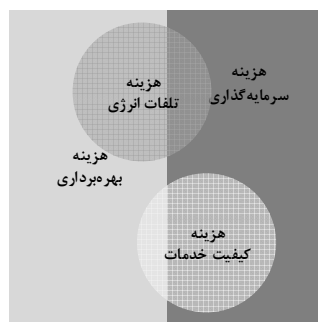 هزینه
سرمایه‌گذاری
هزینه
تلفات انرژی
هزینه
بهره‌برداری
هزینه
کیفیت خدمات